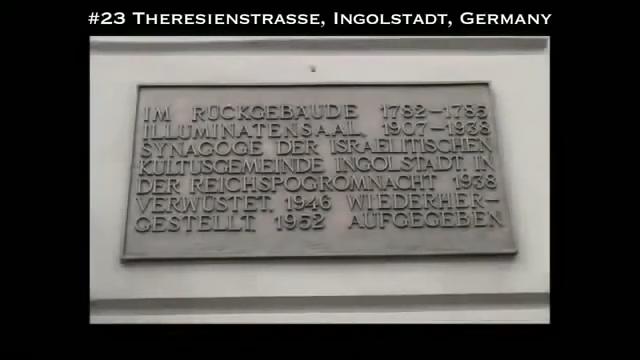 #23 THERESIENSTRASSE, INGOLSTADT, GERMANY
IM RÜCKGEBÄUDE 1782–1785
ILLUMINATENSAAL, 1907–1938
SYNAGOGE DER ISRAELITISCHEN
KULTUSGEMEINDE INGOLSTADT, IN
DER REICHSPOGROMNACHT 1938
VERWÜSTET, 1946 WIEDERHER-
GESTELLT 1952 AUFGEGEBEN